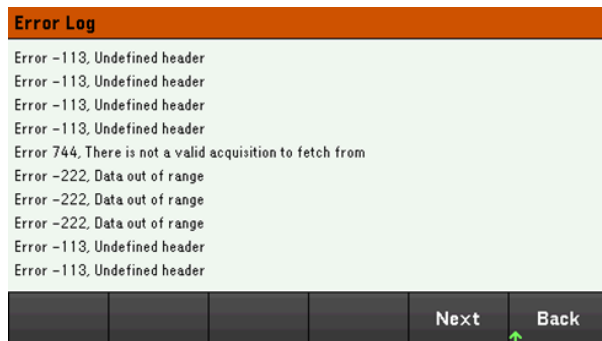 Error Log
Error -113, Undefined header
Error -113, Undefined header
Error -113, Undefined header
Error -113, Undefined header
Error 744, There is not a valid acquisition to fetch from
Error -222, Data out of range
Error -222, Data out of range
Error -222, Data out of range
Error -113, Undefined header
Error -113, Undefined header
Next Back